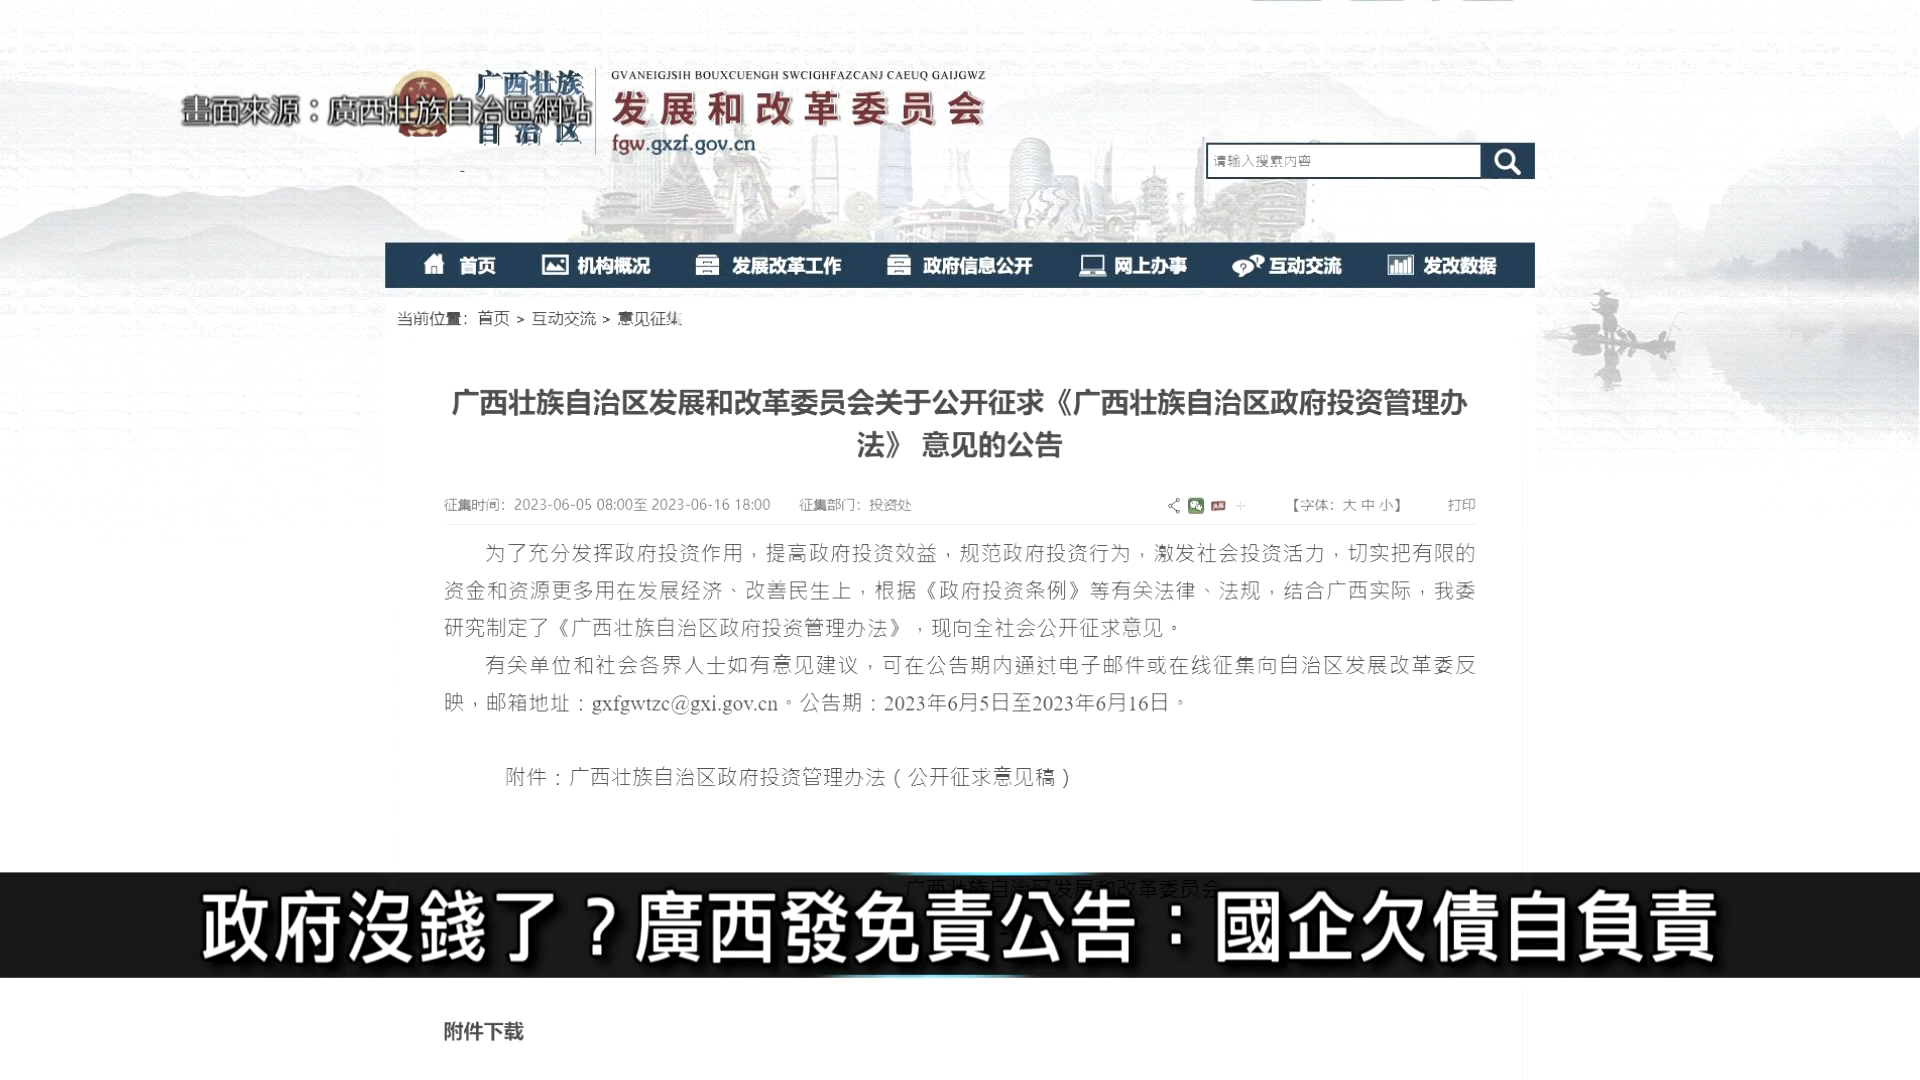 广西壮族
自治区
GVANEIGJSIH BOUXCUENGH SWCIGHFAZCANJ CAEUQ GAIJGWZ
发展和改革委员会
fgw.gxzf.gov.cn
畫面來源：廣西壯族自治區網站
请输入搜索内容
首页 机构概况 发展改革工作 政府信息公开 网上办事 互动交流 发改数据
当前位置： 首页 > 互动交流 > 意见征集
广西壮族自治区发展和改革委员会关于公开征求《广西壮族自治区政府投资管理办
法》 意见的公告
征集时间：2023-06-05 08:00至 2023-06-16 18:00 征集部门：投资处 【字体：大 中 小】 打印
为了充分发挥政府投资作用，提高政府投资效益，规范政府投资行为，激发社会投资活力，切实把有限的
资金和资源更多用在发展经济、改善民生上，根据《政府投资条例》等有关法律、法规，结合广西实际，我委
研究制定了《广西壮族自治区政府投资管理办法》，现向全社会公开征求意见。
有关单位和社会各界人士如有意见建议，可在公告期内通过电子邮件或在线征集向自治区发展改革委反
映，邮箱地址：gxfgwtzc@gxi.gov.cn。公告期：2023年6月5日至2023年6月16日。
附件：广西壮族自治区政府投资管理办法（公开征求意见稿）
广西壮族自治区发展和改革委员会
政府沒錢了？廣西發免責公告：國企欠債自負責
附件下载